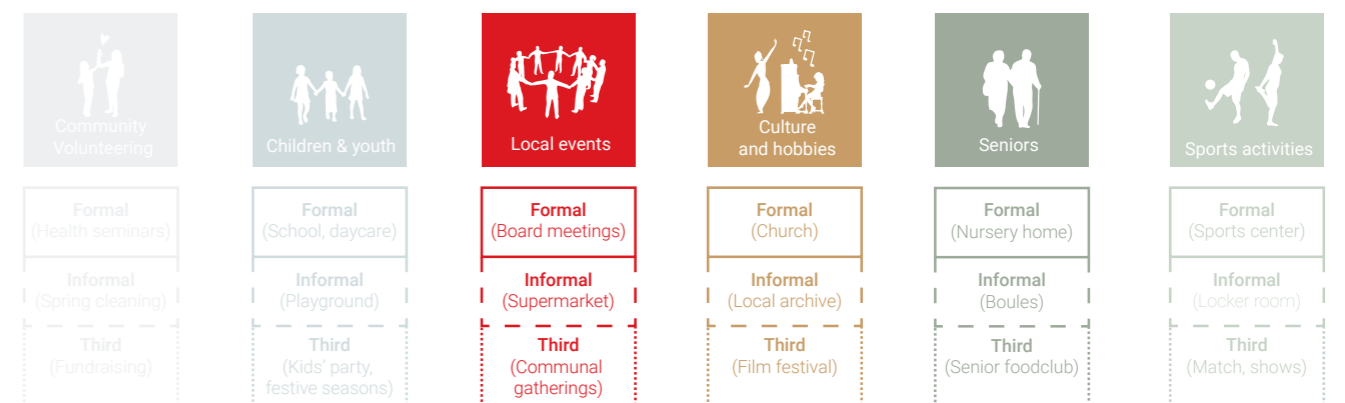 Community
Volunteering
Formal
(Health seminars)
Informal
(Spring cleaning)
Third
(Fundraising)
Children & youth
Formal
(School, daycare)
Informal
(Playground)
Third
(Kids' party,
festive seasons)
Local events
Formal
(Board meetings)
Informal
(Supermarket)
Third
(Communal
gatherings)
Culture
and hobbies
Formal
(Church)
Informal
(Local archive)
Third
(Film festival)
Seniors
Formal
(Nursery home)
Informal
(Boules)
Third
(Senior foodclub)
Sports activities
Formal
(Sports center)
Informal
(Locker room)
Third
(Match, shows)